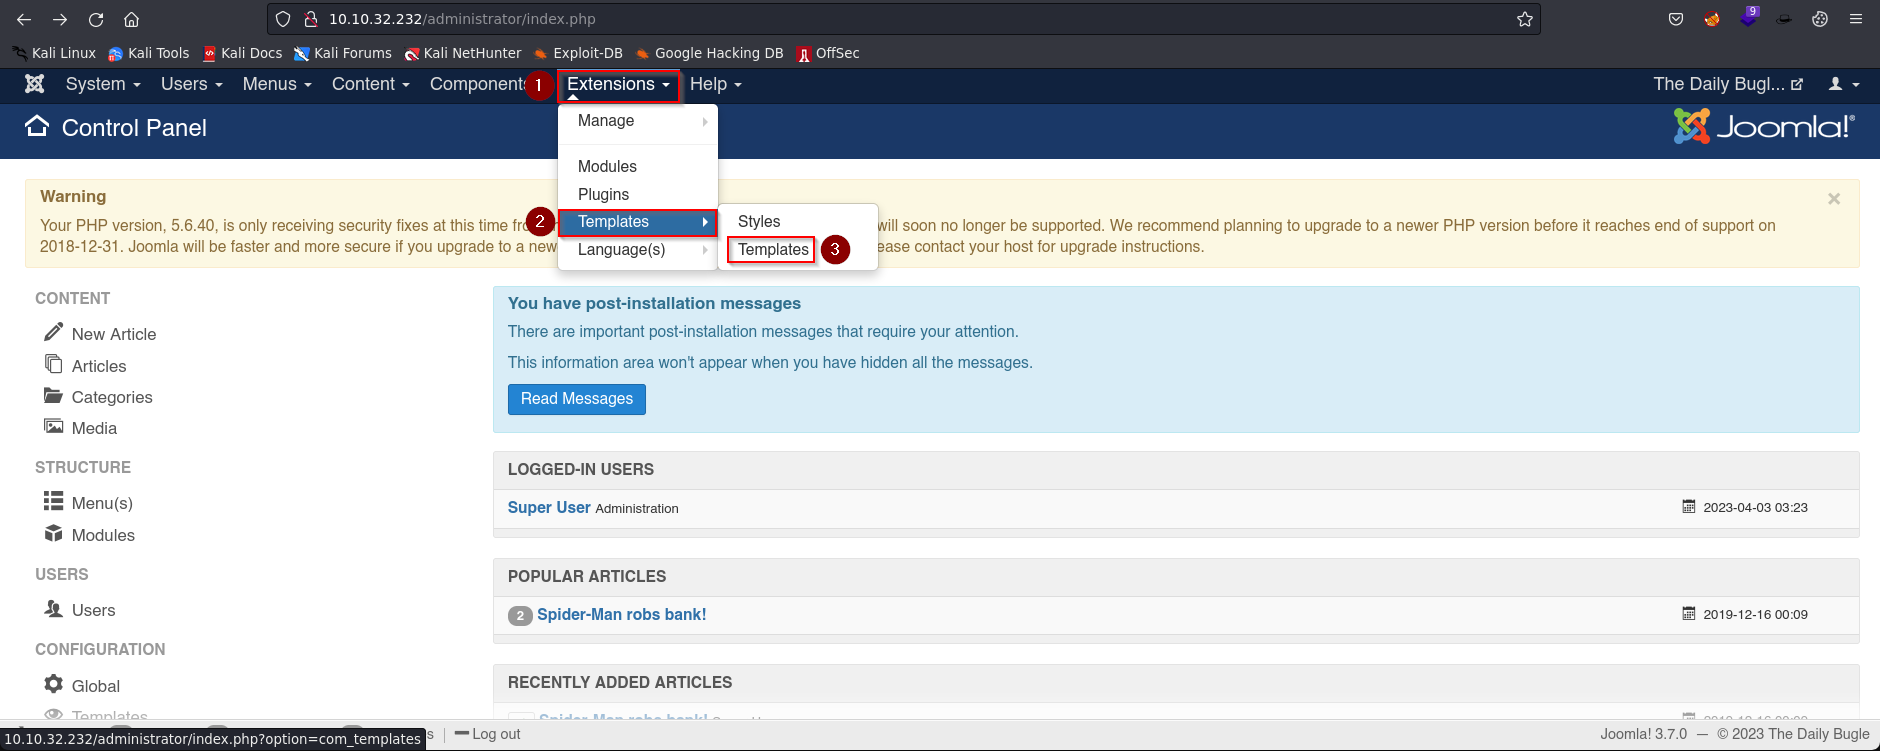 10.10.32.232/administrator/index.php
9
Kali Linux Kali Tools Kali Docs Kali Forums Kali NetHunter Exploit-DB Google Hacking DB OffSec
System Users Menus Content Component 1 Extensions Help The Daily Bugl...
Control Panel
Joomla!®
Manage
Modules
Plugins
2 Templates
Language(s)
Styles
Templates 3
Warning
Your PHP version, 5.6.40, is only receiving security fixes at this time fr will soon no longer be supported. We recommend planning to upgrade to a newer PHP version before it reaches end of support on
2018-12-31. Joomla will be faster and more secure if you upgrade to a new ease contact your host for upgrade instructions.
×
CONTENT
New Article
Articles
Categories
Media
STRUCTURE
Menu(s)
Modules
USERS
Users
CONFIGURATION
Global
Templates
You have post-installation messages
There are important post-installation messages that require your attention.
This information area won't appear when you have hidden all the messages.
Read Messages
LOGGED-IN USERS
Super User Administration 2023-04-03 03:23
POPULAR ARTICLES
2 Spider-Man robs bank! 2019-12-16 00:09
RECENTLY ADDED ARTICLES
Spider-Man robs bank!
10.10.32.232/administrator/index.php?option=com_templates
s Log out
Joomla! 3.7.0 — © 2023 The Daily Bugle